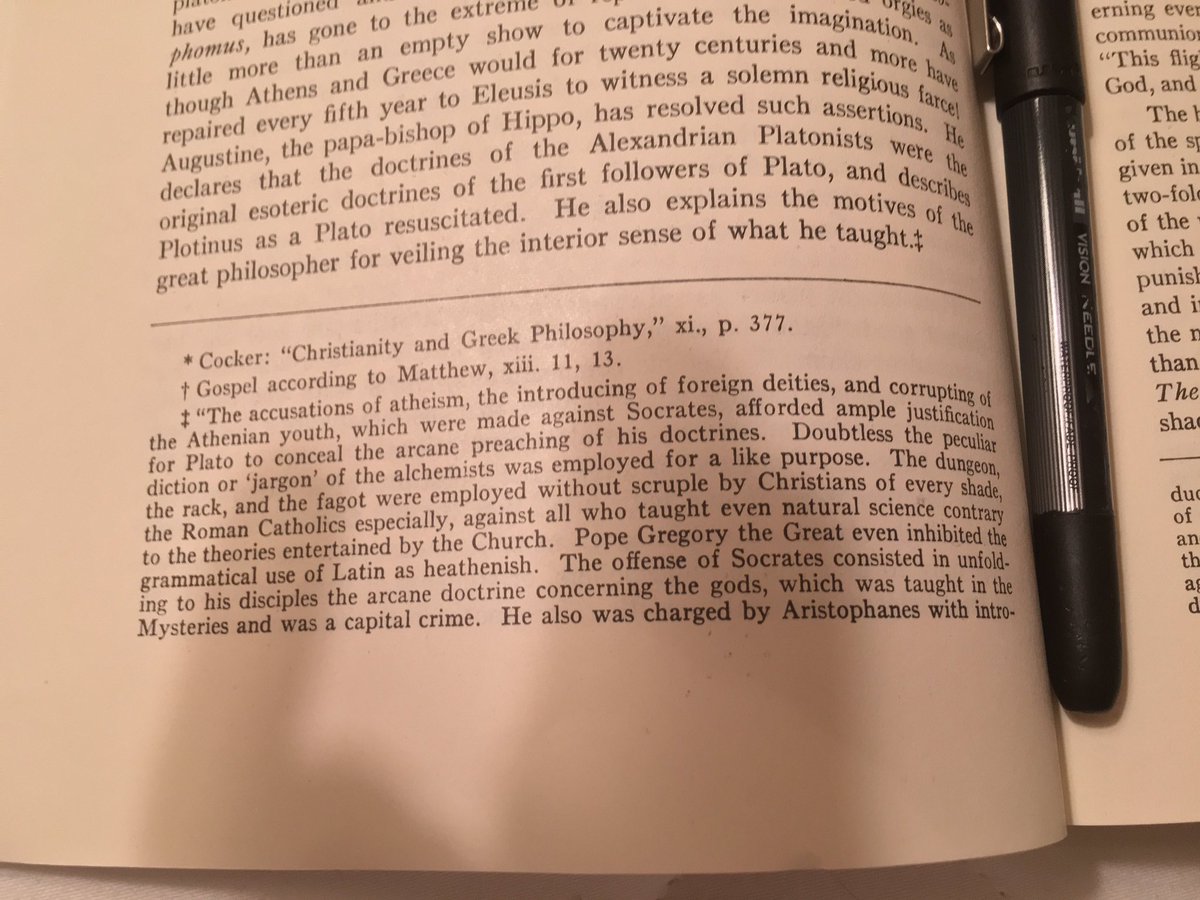 have questioned
phomus, has gone to the extreme of orgies as
little more than an empty show to captivate the imagination. As
though Athens and Greece would for twenty centuries and more have
repaired every fifth year to Eleusis to witness a solemn religious farce!
Augustine, the papa-bishop of Hippo, has resolved such assertions. He
declares that the doctrines of the Alexandrian Platonists were the
original esoteric doctrines of the first followers of Plato, and describes
Plotinus as a Plato resuscitated. He also explains the motives of the
great philosopher for veiling the interior sense of what he taught.‡
* Cocker: “Christianity and Greek Philosophy,” xi., p. 377.
† Gospel according to Matthew, xiii. 11, 13.
‡ “The accusations of atheism, the introducing of foreign deities, and corrupting of
the Athenian youth, which were made against Socrates, afforded ample justification
for Plato to conceal the arcane preaching of his doctrines. Doubtless the peculiar
diction or ‘jargon’ of the alchemists was employed for a like purpose. The dungeon,
the rack, and the fagot were employed without scruple by Christians of every shade,
the Roman Catholics especially, against all who taught even natural science contrary
to the theories entertained by the Church. Pope Gregory the Great even inhibited the
grammatical use of Latin as heathenish. The offense of Socrates consisted in unfold-
ing to his disciples the arcane doctrine concerning the gods, which was taught in the
Mysteries and was a capital crime. He also was charged by Aristophanes with intro-
VISION NEEDLE
erning ever
communion
“This flig
God, and
The h
of the sp
given in
two-fold
of the
which
punish
and i
the n
than
The
shad
duc
of
an
th
ag
d